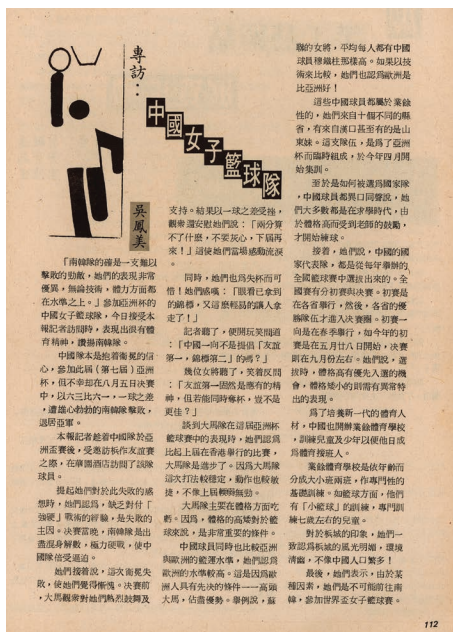 專訪：
中國女子籃球隊
吳鳳美
「南韓隊的確是一支難以
擊敗的勁敵，她們的表現非常
優異，無論技術，體力方面都
在水準之上。」參加亞洲杯的
中國女子籃球隊，今日接受本
報記者訪問時，表現出很有體
育精神，讚揚南韓隊。
中國隊本是抱着衛冕的信
心，參加此屆（第七屆）亞洲
杯，但不幸却在八月五日决賽
中，以六三比六一，一球之差
，遭雄心勃勃的南韓隊擊敗，
退居亞軍。
本報記者趁着中國隊於亞
洲盃賽後，受邀訪檳作友誼賽
之際，在華園酒店訪問了該隊
球員。
提起她們對於此失敗的感
想時，她們認為，缺乏對付「
強硬」戰術的經驗，是失敗的
主因。决賽當晚，南韓隊是出
盡混身解數，極力硬戰，使中
國隊倍受逼迫。
她們接着說，這次衛冕失
敗，使她們覺得慚愧。决賽前
，大馬觀衆對她們熱烈鼓舞及
支持。結果以一球之差受挫，
觀衆還安慰她們說：「兩分算
不了什麼，不要灰心，下屆再
來！」這使她們當場感動流淚
。
同時，她們也為失杯而可
惜！她們感嘆：「眼看已拿到
的錦標，又這麼輕易的讓人拿
走了！」
記者聽了，便開玩笑問道
：「中國一向不是提倡「友誼
第一，錦標第二」的嗎？」
幾位女將聽了，笑着反問
：「友誼第一固然是應有的精
神，但若能同時奪杯，豈不是
更佳？」
談到大馬隊在這屆亞洲杯
籃球賽中的表現時，她們認為
比起上屆在香港舉行的比賽，
大馬隊是進步了。因為大馬隊
這次打法較穩定，動作也較敏
捷，不像上屆輭癱無勁。
大馬隊主要在體格方面吃
虧。因爲，體格的高矮對於籃
球來說，是非常重要的條件。
中國球員同時也比較亞洲
與歐洲的籃運水準，她們認爲
歐洲的水準較高。這是因爲歐
洲人具有先决的條件－－高頭
大馬，佔盡優勢。舉例說，蘇
聯的女將，平均每人都有中國
球員穆鐵柱那樣高。如果以技
術來比較，她們也認爲歐洲是
比亞洲好！
這些中國球員都屬於業餘
性的，她們來自十個不同的縣
省，有來自漢口甚至有的是山
東妹。這支隊伍，是爲了亞洲
杯而臨時組成，於今年四月開
始集訓。
至於是如何被選爲國家隊
，中國球員都異口同聲說，她
們大多數都是在求學時代，由
於體格高而受到老師的鼓勵，
才開始練球。
接着，她們說，中國的國
家代表隊，都是從每年舉辦的
全國籃球賽中選拔出來的。全
國賽有分初賽與决賽。初賽是
在各省舉行，然後，各省的優
勝隊伍才進入决賽圈。初賽一
向是在春季舉行，如今年的初
賽是在五月廿八日開始，决賽
則在九月份左右。她們說，選
拔時，體格高有優先入選的機
會，體格矮小的則需有異常特
出的表現。
爲了培養新一代的體育人
材，中國也開辦業餘體育學校
，訓練兒童及少年以便他日成
爲體育接班人。
業餘體育學校是依年齡而
分成大小班兩班，作專門性的
基礎訓練。如籃球方面，他們
有「小籃球」的訓練，專門訓
練七歲左右的兒童。
對於檳城的印象，她們一
致認爲檳城的風光明媚，環境
清幽，不像中國人口繁多！
最後，她們表示，由於某
種因素，她們是不可能前往南
韓，參加世界盃女子籃球賽。
112